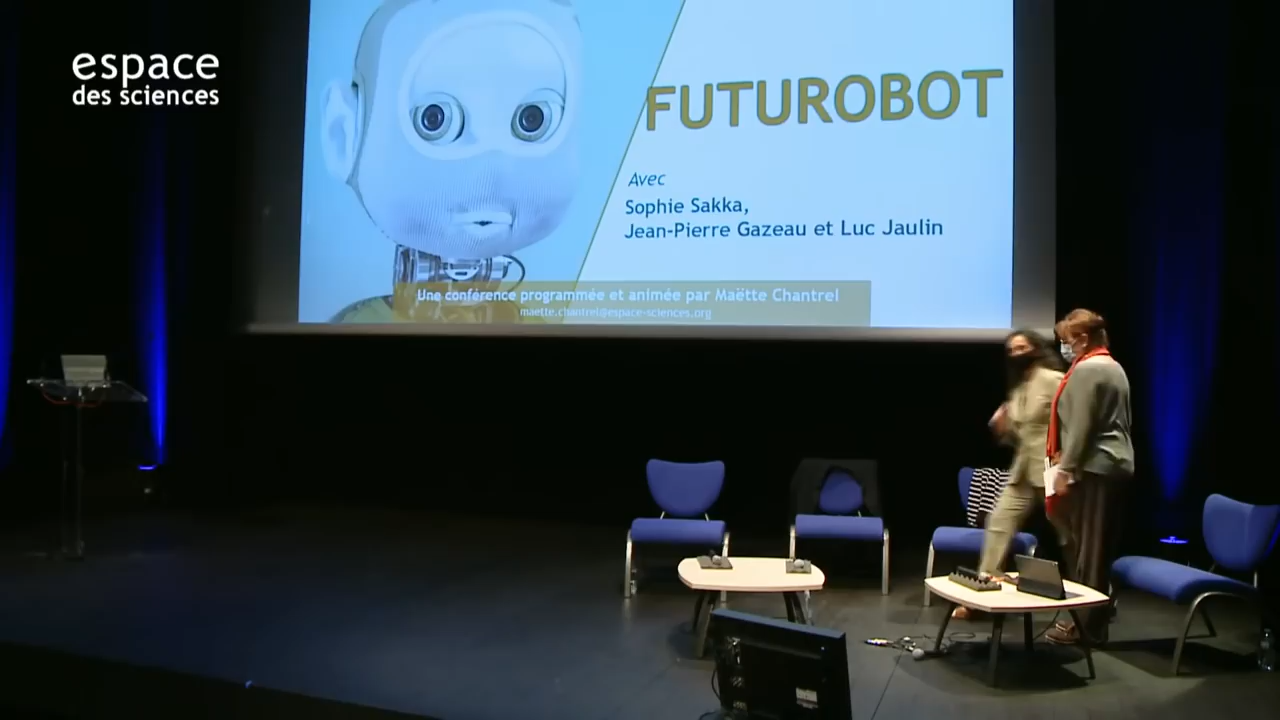 espace
des sciences
FUTUROBOT
Avec
Sophie Sakka,
Jean-Pierre Gazeau et Luc Jaulin
Une conférence programmée et animée par Maëtte Chantrel
maette.chantrel@espace-sciences.org